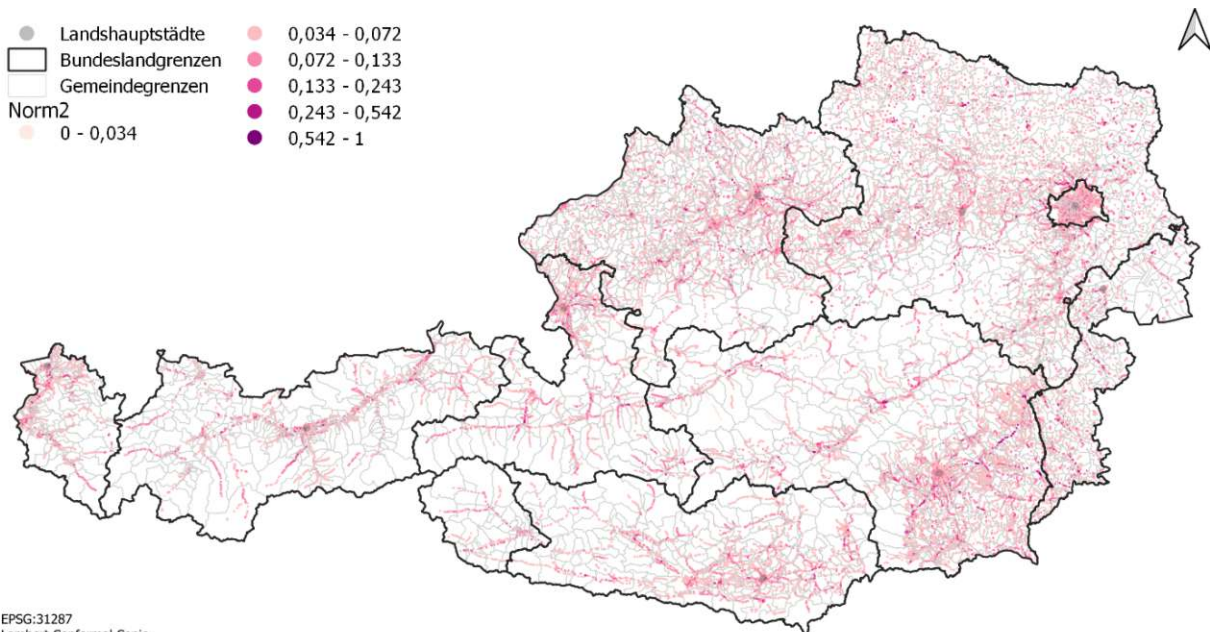 Landshauptstädte
Bundeslandgrenzen
Gemeindegrenzen
Norm2
0 - 0,034
0,034 - 0,072
0,072 - 0,133
0,133 - 0,243
0,243 - 0,542
0,542 - 1
EPSG:31287